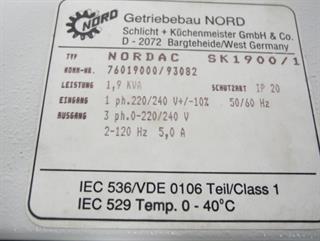 NORD
Getriebebau NORD
Schlicht + Küchenmeister GmbH & Co.
D - 2072 Bargteheide/West Germany
TYP NORDAC SK1900/1
KOMM-NR. 76019000/93082
LEISTUNG 1,9 KVA SCHUTZART IP 20
EINGANG 1 ph.220/240 V+/-10% 50/60 Hz
AUSGANG 3 ph.0-220/240 V
2-120 Hz 5,0 A
IEC 536/VDE 0106 Teil/Class 1
IEC 529 Temp. 0 - 40°C